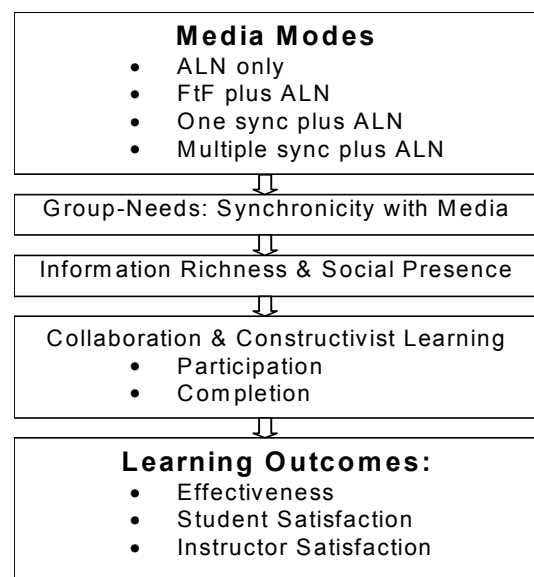 Media Modes
• ALN only
• FtF plus ALN
• One sync plus ALN
• Multiple sync plus ALN
Group-Needs: Synchronicity with Media
Information Richness & Social Presence
Collaboration & Constructivist Learning
• Participation
• Completion
Learning Outcomes:
• Effectiveness
• Student Satisfaction
• Instructor Satisfaction